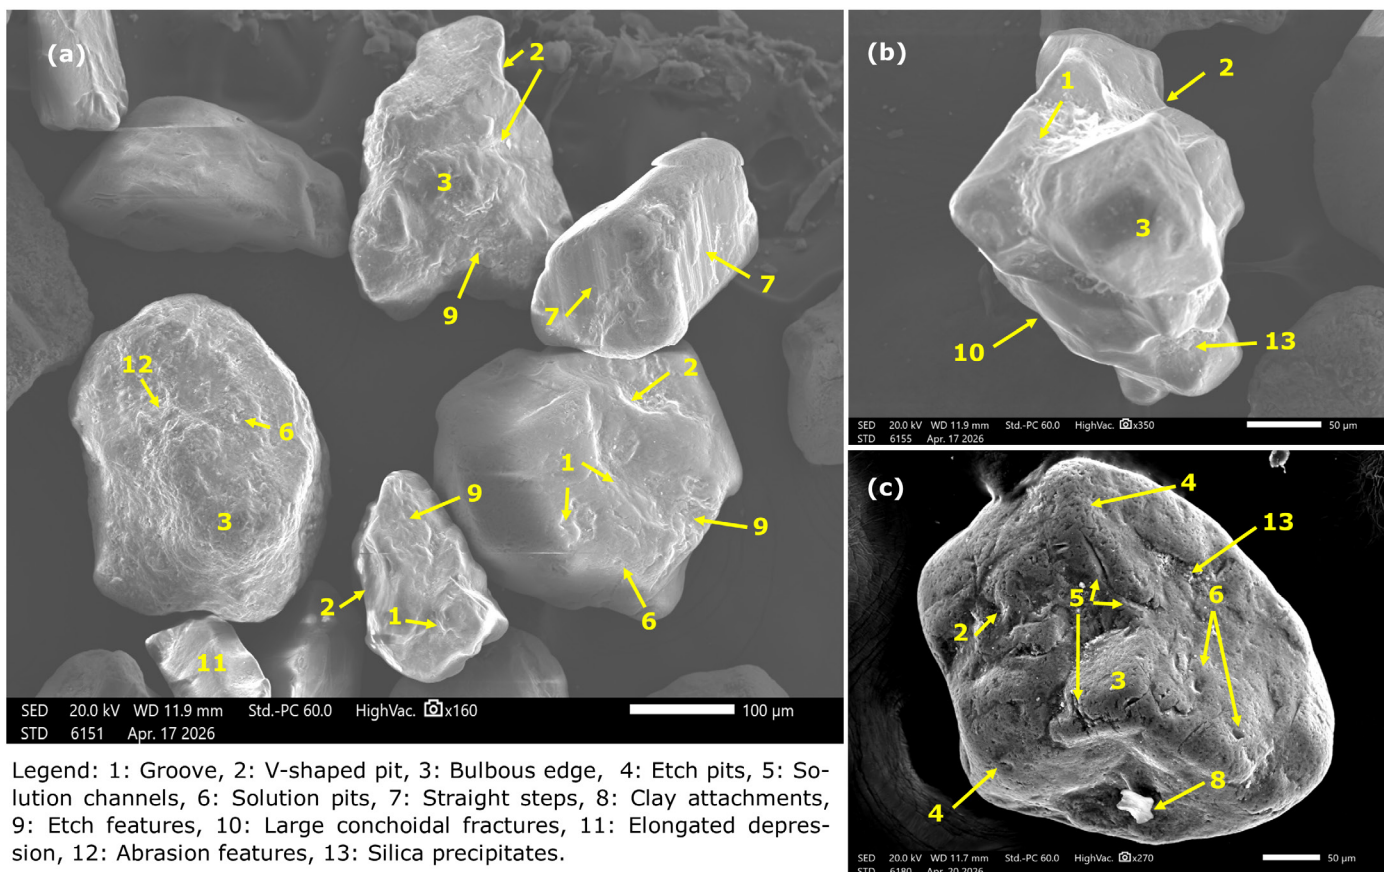 (a)
2
3
9
7
7
12
6
3
2
1
9
6
9
2
1
11
SED 20.0 kV WD 11.9 mm Std.-PC 60.0 HighVac. x160 100 µm
STD 6151 Apr. 17 2026
(b)
1
2
3
10
13
SED 20.0 kV WD 11.9 mm Std.-PC 60.0 HighVac. x350 50 µm
STD 6155 Apr. 17 2026
(c)
4
13
5
6
2
3
8
4
SED 20.0 kV WD 11.7 mm Std.-PC 60.0 HighVac. x270 50 µm
STD 6180 Apr. 20 2026
Legend: 1: Groove, 2: V-shaped pit, 3: Bulbous edge, 4: Etch pits, 5: So-
lution channels, 6: Solution pits, 7: Straight steps, 8: Clay attachments,
9: Etch features, 10: Large conchoidal fractures, 11: Elongated depres-
sion, 12: Abrasion features, 13: Silica precipitates.